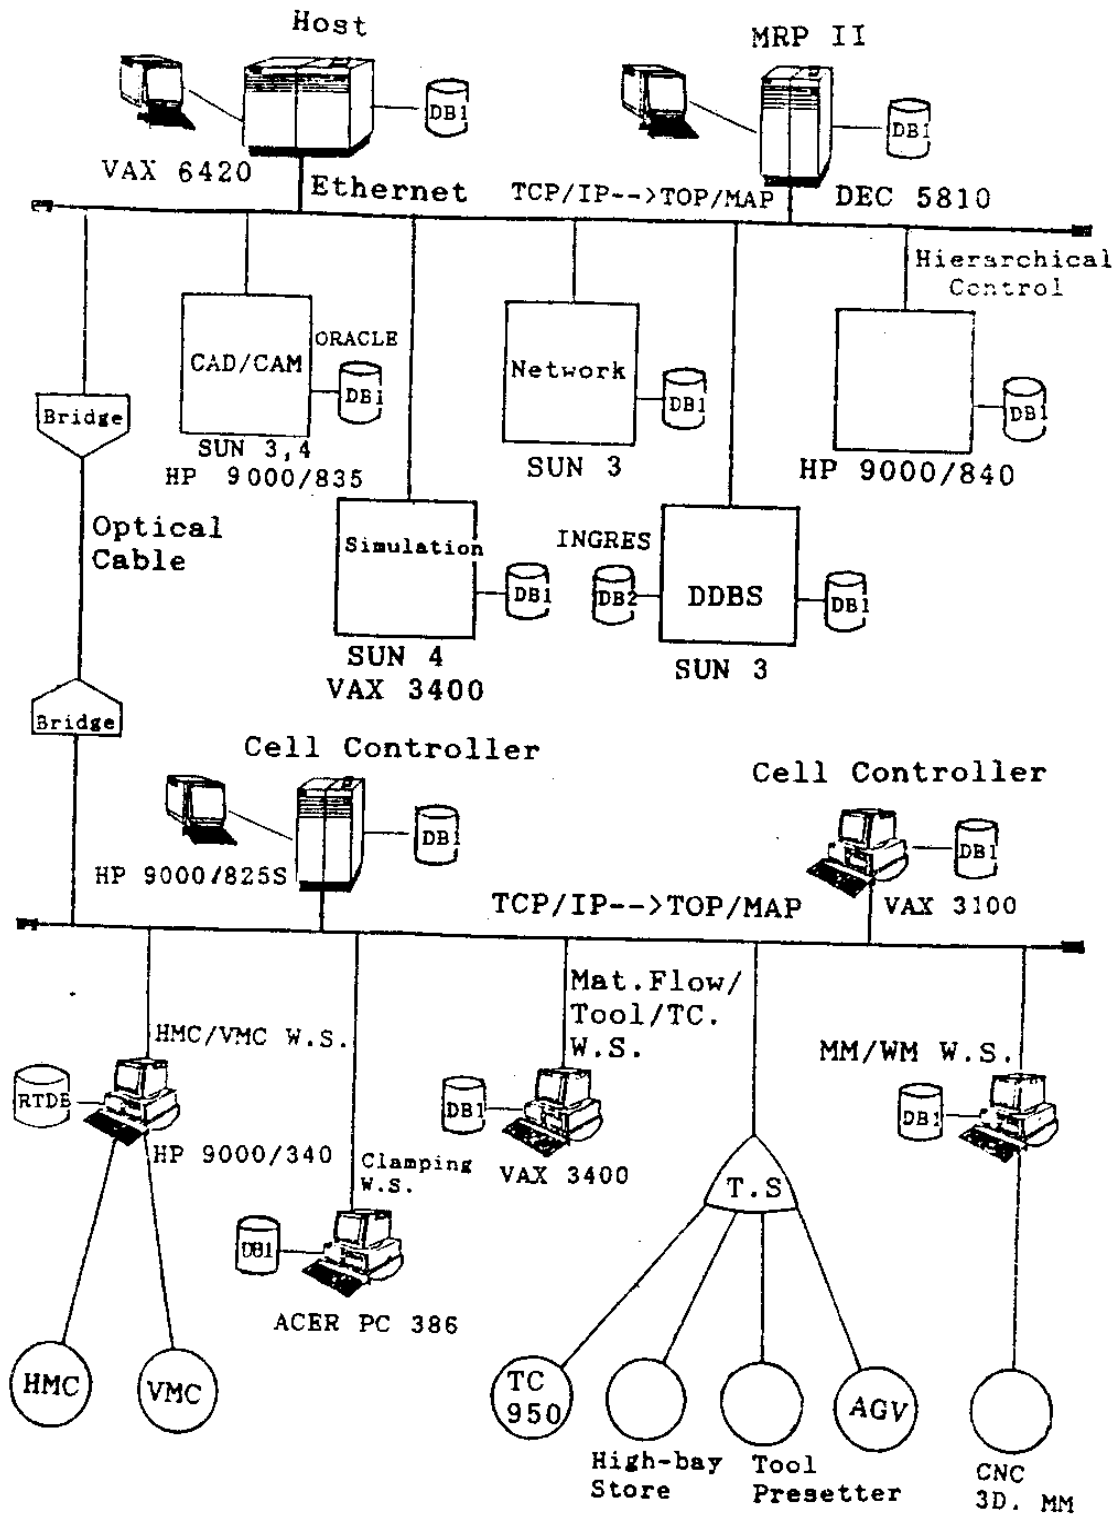 Host
MRP II
DB1
DB1
VAX 6420
Ethernet
TCP/IP-->TOP/MAP
DEC 5810
Hierarchical
Control
ORACLE
CAD/CAM
DB1
Network
DB1
DB1
Bridge
SUN 3,4
HP 9000/835
SUN 3
HP 9000/840
Optical
Cable
Simulation
DB1
INGRES
DB2
DDBS
DB1
SUN 4
VAX 3400
SUN 3
Bridge
Cell Controller
Cell Controller
DB1
DB1
HP 9000/825S
TCP/IP-->TOP/MAP
VAX 3100
Mat.Flow/
Tool/TC.
W.S.
HMC/VMC W.S.
MM/WM W.S.
RTDB
DB1
DB1
HP 9000/340
Clamping
W.S.
VAX 3400
T.S
DB1
ACER PC 386
HMC
VMC
TC
950
AGV
High-bay
Store
Tool
Presetter
CNC
3D. MM